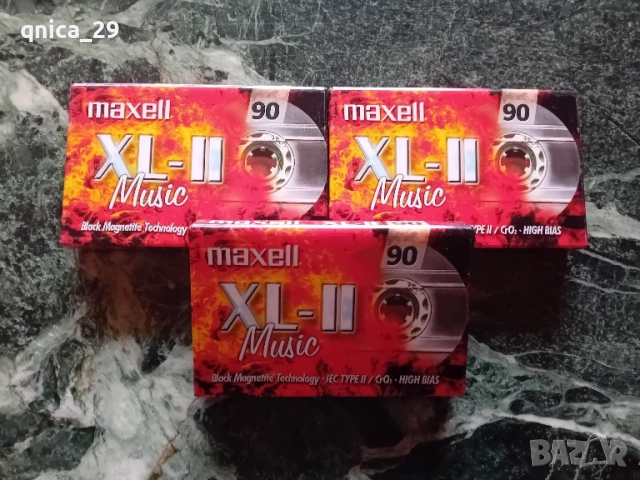 qnica_29
maxell 90
XL-II
Music
Black Magnetite Technology
maxell 90
XL-II
Music
TYPE II / CrO₂ · HIGH BIAS
maxell 90
XL-II
Music
Black Magnetite Technology · IEC TYPE II / CrO₂ · HIGH BIAS
BAZAR